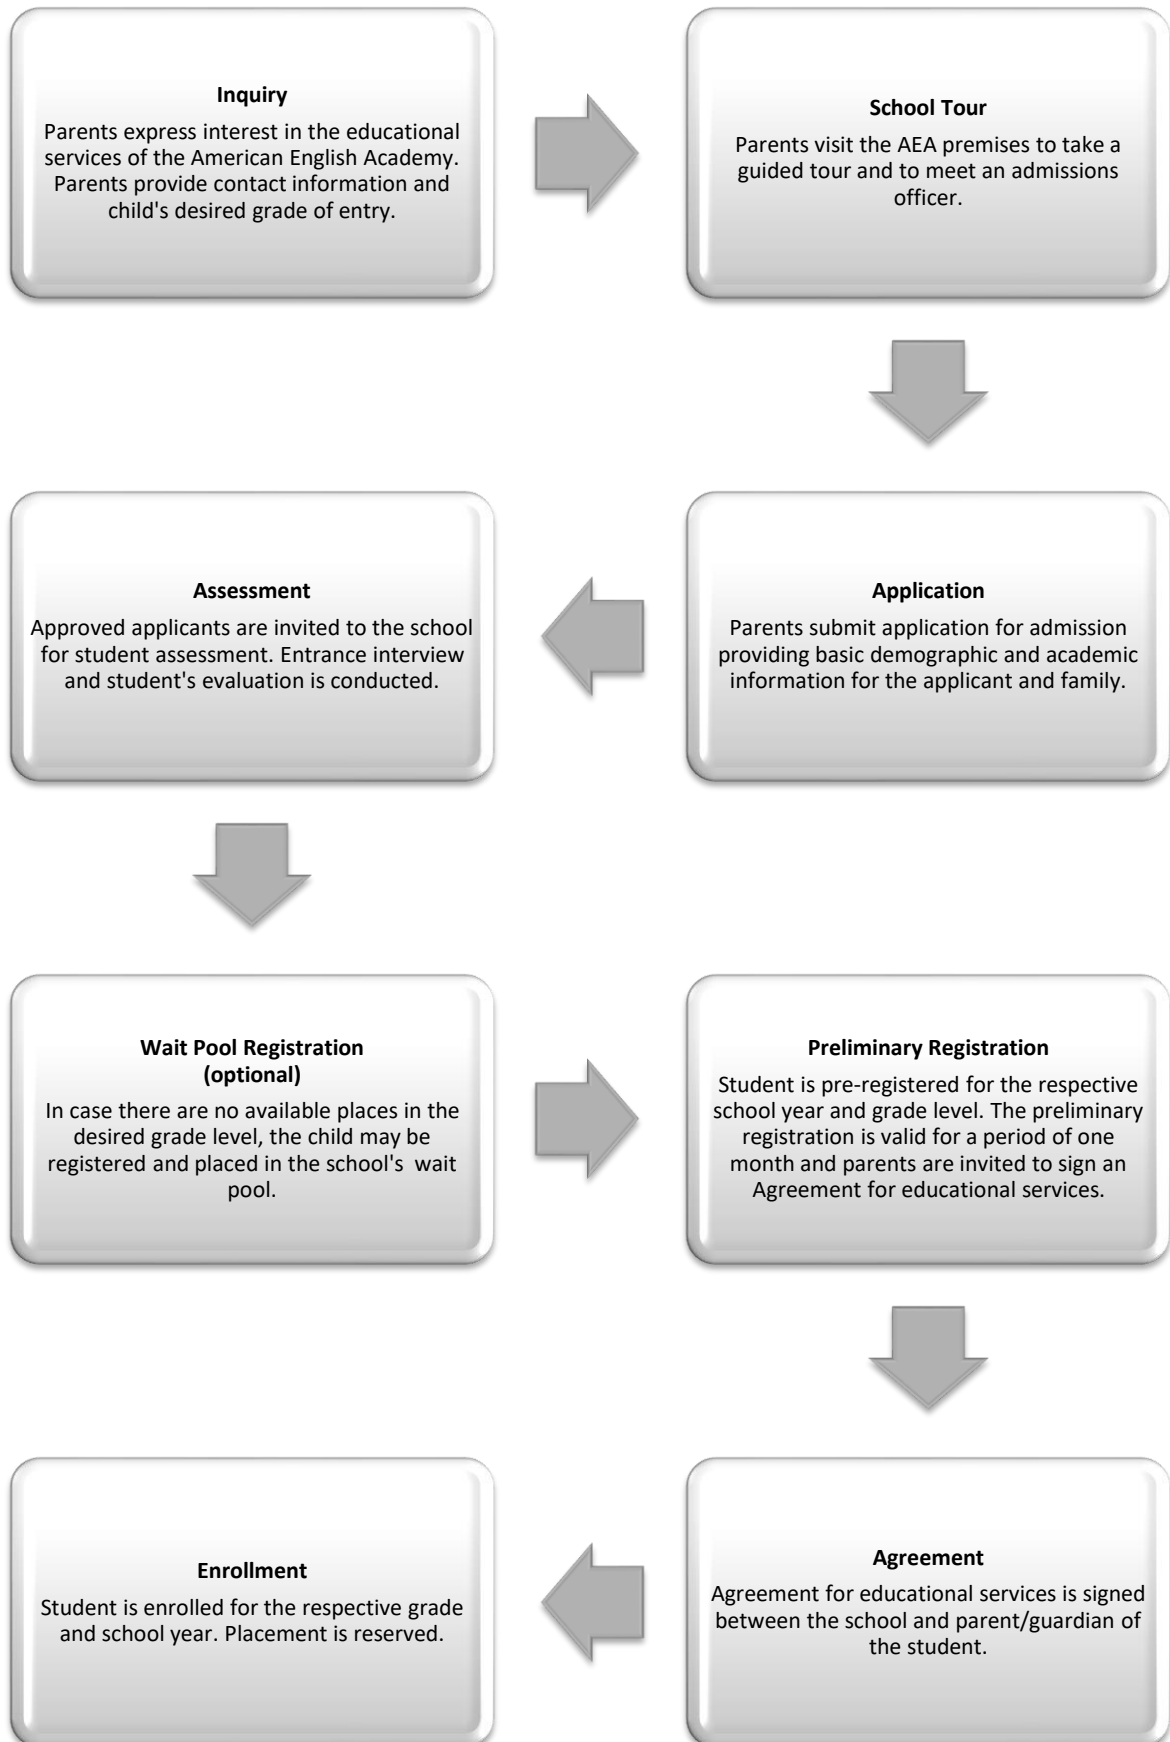 Inquiry
Parents express interest in the educational
services of the American English Academy.
Parents provide contact information and
child's desired grade of entry.
School Tour
Parents visit the AEA premises to take a
guided tour and to meet an admissions
officer.
Application
Parents submit application for admission
providing basic demographic and academic
information for the applicant and family.
Assessment
Approved applicants are invited to the school
for student assessment. Entrance interview
and student's evaluation is conducted.
Wait Pool Registration
(optional)
In case there are no available places in the
desired grade level, the child may be
registered and placed in the school's  wait
pool.
Preliminary Registration
Student is pre-registered for the respective
school year and grade level. The preliminary
registration is valid for a period of one
month and parents are invited to sign an
Agreement for educational services.
Agreement
Agreement for educational services is signed
between the school and parent/guardian of
the student.
Enrollment
Student is enrolled for the respective grade
and school year. Placement is reserved.